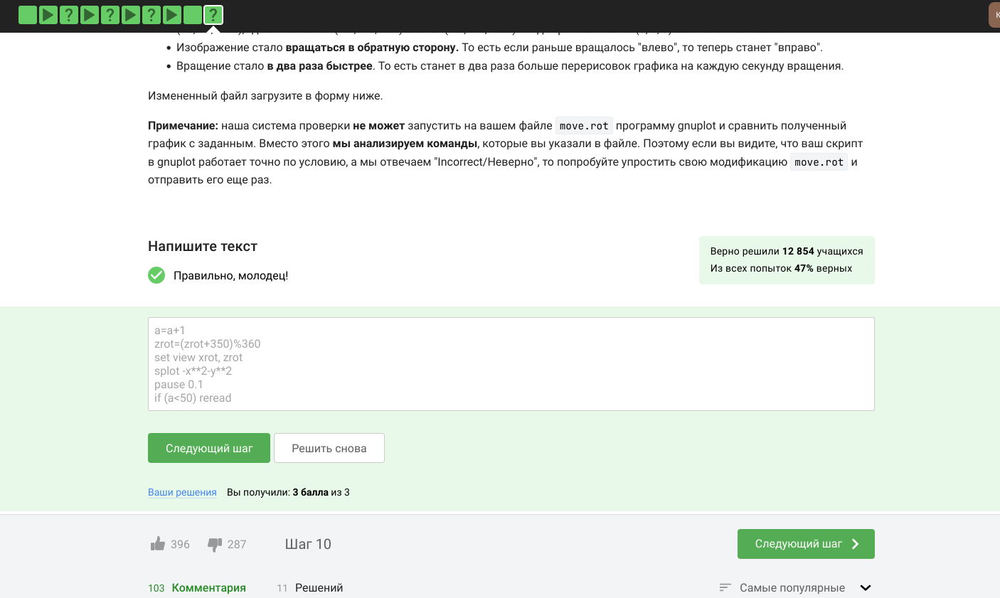 Изображение стало вращаться в обратную сторону. То есть если раньше вращалось "влево", то теперь станет "вправо".
Вращение стало в два раза быстрее. То есть станет в два раза больше перерисовок графика на каждую секунду вращения.
Измененный файл загрузите в форму ниже.
Примечание: наша система проверки не может запустить на вашем файле move.rot программу gnuplot и сравнить полученный
график с заданным. Вместо этого мы анализируем команды, которые вы указали в файле. Поэтому если вы видите, что ваш скрипт
в gnuplot работает точно по условию, а мы отвечаем "Incorrect/Неверно", то попробуйте упростить свою модификацию move.rot и
отправить его еще раз.
Напишите текст
Верно решили 12 854 учащихся
Из всех попыток 47% верных
Правильно, молодец!
a=a+1
zrot=(zrot+350)%360
set view xrot, zrot
splot -x**2-y**2
pause 0.1
if (a<50) reread
Следующий шаг
Решить снова
Ваши решения Вы получили: 3 балла из 3
396 287 Шаг 10 Следующий шаг
103 Комментария 11 Решений Самые популярные